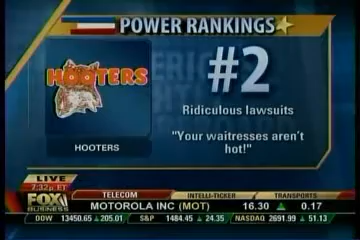 POWER RANKINGS
HOOTERS
HOOTERS
#2
Ridiculous lawsuits
"Your waitresses aren't
hot!"
LIVE
7:32p ET
FOX
BUSINESS
TELECOM INTELLI-TICKER TRANSPORTS
MOTOROLA INC (MOT) 16.30 ▲ 0.17
DOW 13450.65 ▲ 205.01 S&P 1484.45 ▲ 24.35 NASDAQ 2691.99 ▲ 51.13